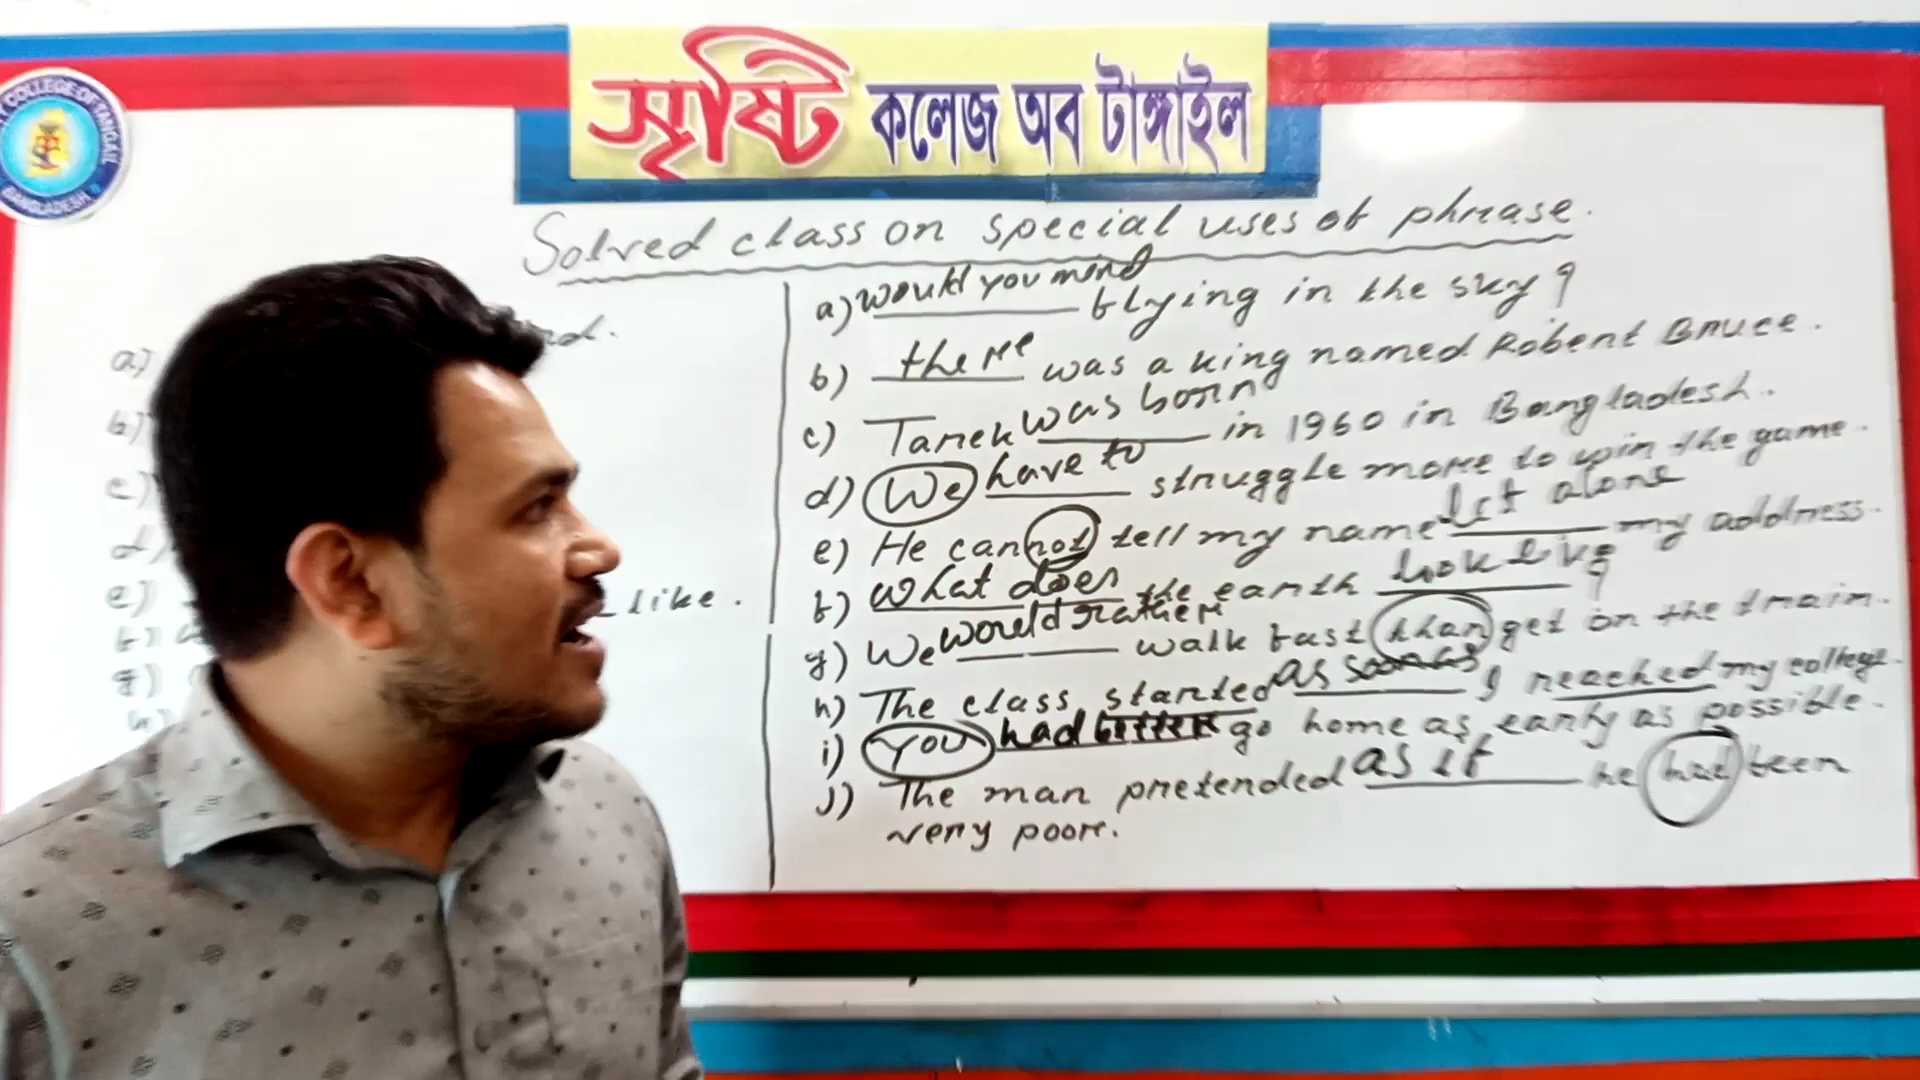 সৃষ্টি কলেজ অব টাঙ্গাইল
COLLEGE OF TANGAIL
BANGLADESH
Solved class on special uses of phrase.
a)
b)
c)
d)
e) like.
f)
g)
h)
a) would you mind flying in the sky?
b) there was a king named Robert Bruce.
c) Tarek was born in 1960 in Bangladesh.
d) We have to struggle more to win the game.
e) He cannot tell my name let alone my address.
f) what does the earth look like?
g) We would rather walk fast than get on the train.
h) The class started as soon as I reached my college.
i) You had better go home as early as possible.
j) The man pretended as if he had been
very poor.